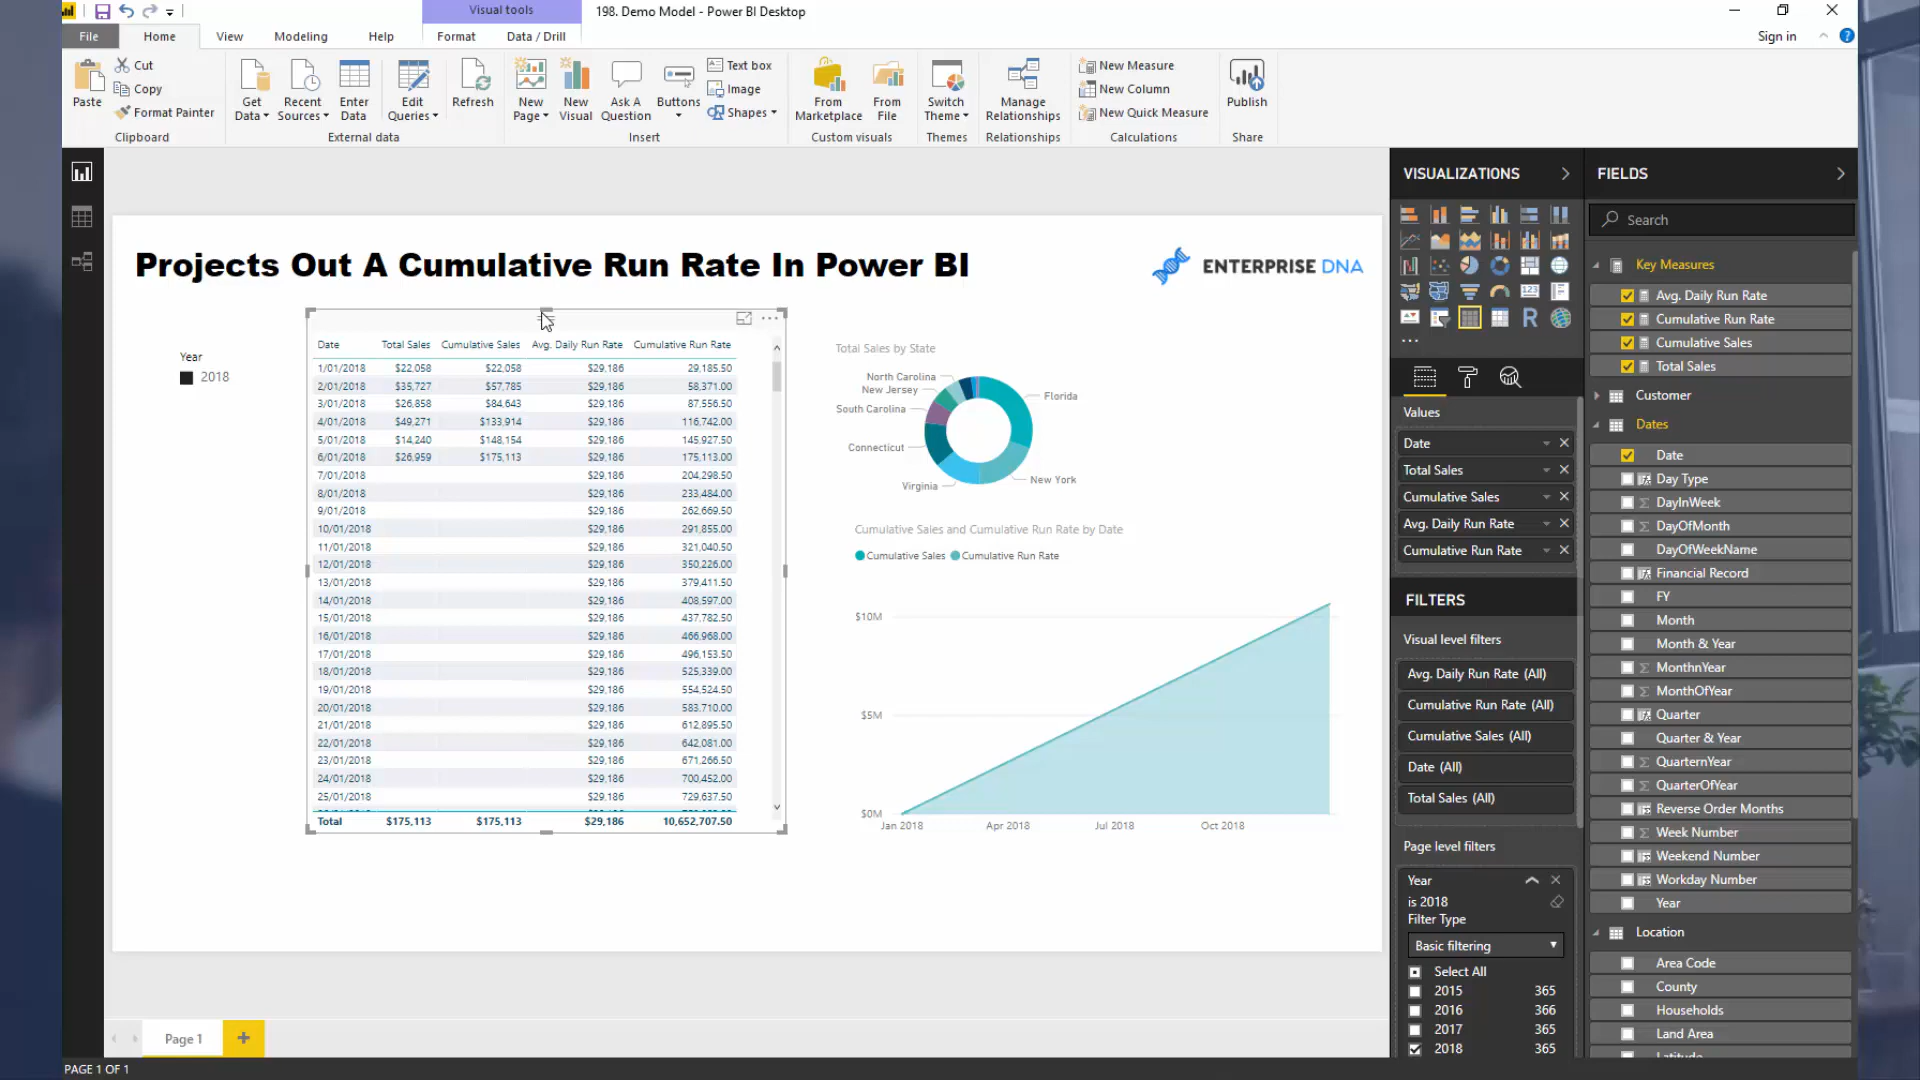 Visual tools
198. Demo Model - Power BI Desktop
File Home View Modeling Help Format Data / Drill Sign in
Paste
Cut
Copy
Format Painter
Clipboard
Get Data
Recent Sources
Enter Data
Edit Queries
Refresh
External data
New Page
New Visual
Ask A Question
Buttons
Text box
Image
Shapes
Insert
From Marketplace
From File
Custom visuals
Switch Theme
Themes
Manage Relationships
Relationships
New Measure
New Column
New Quick Measure
Calculations
Publish
Share
Projects Out A Cumulative Run Rate In Power BI
ENTERPRISE DNA
Year
2018
Date Total Sales Cumulative Sales Avg. Daily Run Rate Cumulative Run Rate
1/01/2018 $22,058 $22,058 $29,186 29,185.50
2/01/2018 $35,727 $57,785 $29,186 58,371.00
3/01/2018 $26,858 $84,643 $29,186 87,556.50
4/01/2018 $49,271 $133,914 $29,186 116,742.00
5/01/2018 $14,240 $148,154 $29,186 145,927.50
6/01/2018 $26,959 $175,113 $29,186 175,113.00
7/01/2018 $29,186 204,298.50
8/01/2018 $29,186 233,484.00
9/01/2018 $29,186 262,669.50
10/01/2018 $29,186 291,855.00
11/01/2018 $29,186 321,040.50
12/01/2018 $29,186 350,226.00
13/01/2018 $29,186 379,411.50
14/01/2018 $29,186 408,597.00
15/01/2018 $29,186 437,782.50
16/01/2018 $29,186 466,968.00
17/01/2018 $29,186 496,153.50
18/01/2018 $29,186 525,339.00
19/01/2018 $29,186 554,524.50
20/01/2018 $29,186 583,710.00
21/01/2018 $29,186 612,895.50
22/01/2018 $29,186 642,081.00
23/01/2018 $29,186 671,266.50
24/01/2018 $29,186 700,452.00
25/01/2018 $29,186 729,637.50
Total $175,113 $175,113 $29,186 10,652,707.50
Total Sales by State
North Carolina
New Jersey
South Carolina
Connecticut
Virginia
Florida
New York
Cumulative Sales and Cumulative Run Rate by Date
Cumulative Sales Cumulative Run Rate
$10M
$5M
$0M
Jan 2018 Apr 2018 Jul 2018 Oct 2018
Page 1
PAGE 1 OF 1
VISUALIZATIONS
Values
Date
Total Sales
Cumulative Sales
Avg. Daily Run Rate
Cumulative Run Rate
FILTERS
Visual level filters
Avg. Daily Run Rate (All)
Cumulative Run Rate (All)
Cumulative Sales (All)
Date (All)
Total Sales (All)
Page level filters
Year
is 2018
Filter Type
Basic filtering
Select All
2015 365
2016 366
2017 365
2018 365
FIELDS
Search
Key Measures
Avg. Daily Run Rate
Cumulative Run Rate
Cumulative Sales
Total Sales
Customer
Dates
Date
Day Type
DayInWeek
DayOfMonth
DayOfWeekName
Financial Record
FY
Month
Month & Year
MonthnYear
MonthOfYear
Quarter
Quarter & Year
QuarternYear
QuarterOfYear
Reverse Order Months
Week Number
Weekend Number
Workday Number
Year
Location
Area Code
County
Households
Land Area